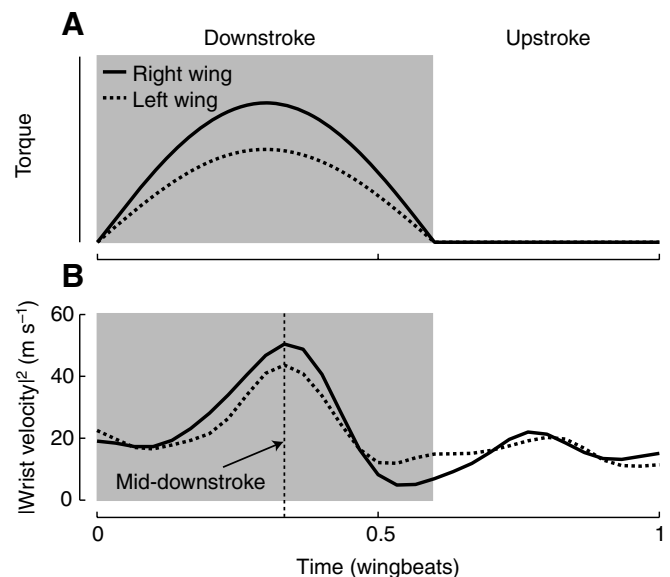 A
Downstroke
Upstroke
Right wing
Left wing
Torque
B
60
40
20
0
|Wrist velocity|² (m s⁻¹)
Mid-downstroke
0
0.5
1
Time (wingbeats)